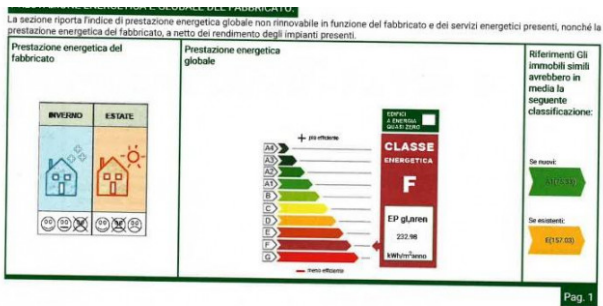 La sezione riporta l'indice di prestazione energetica globale non rinnovabile in funzione del fabbricato e dei servizi energetici presenti, nonché la
prestazione energetica del fabbricato, a netto dei rendimento degli impianti presenti.
Prestazione energetica del
fabbricato
INVERNO
ESTATE
Prestazione energetica
globale
+ più efficiente
A4
A3
A2
A1
B
C
D
E
F
G
meno efficiente
EDIFICI
A ENERGIA
QUASI ZERO
CLASSE
ENERGETICA
F
EP gl,nren
232.98
kWh/m²anno
Riferimenti Gli
immobili simili
avrebbero in
media la
seguente
classificazione:
Se nuovi:
Se esistenti:
E(157.03)
Pag. 1